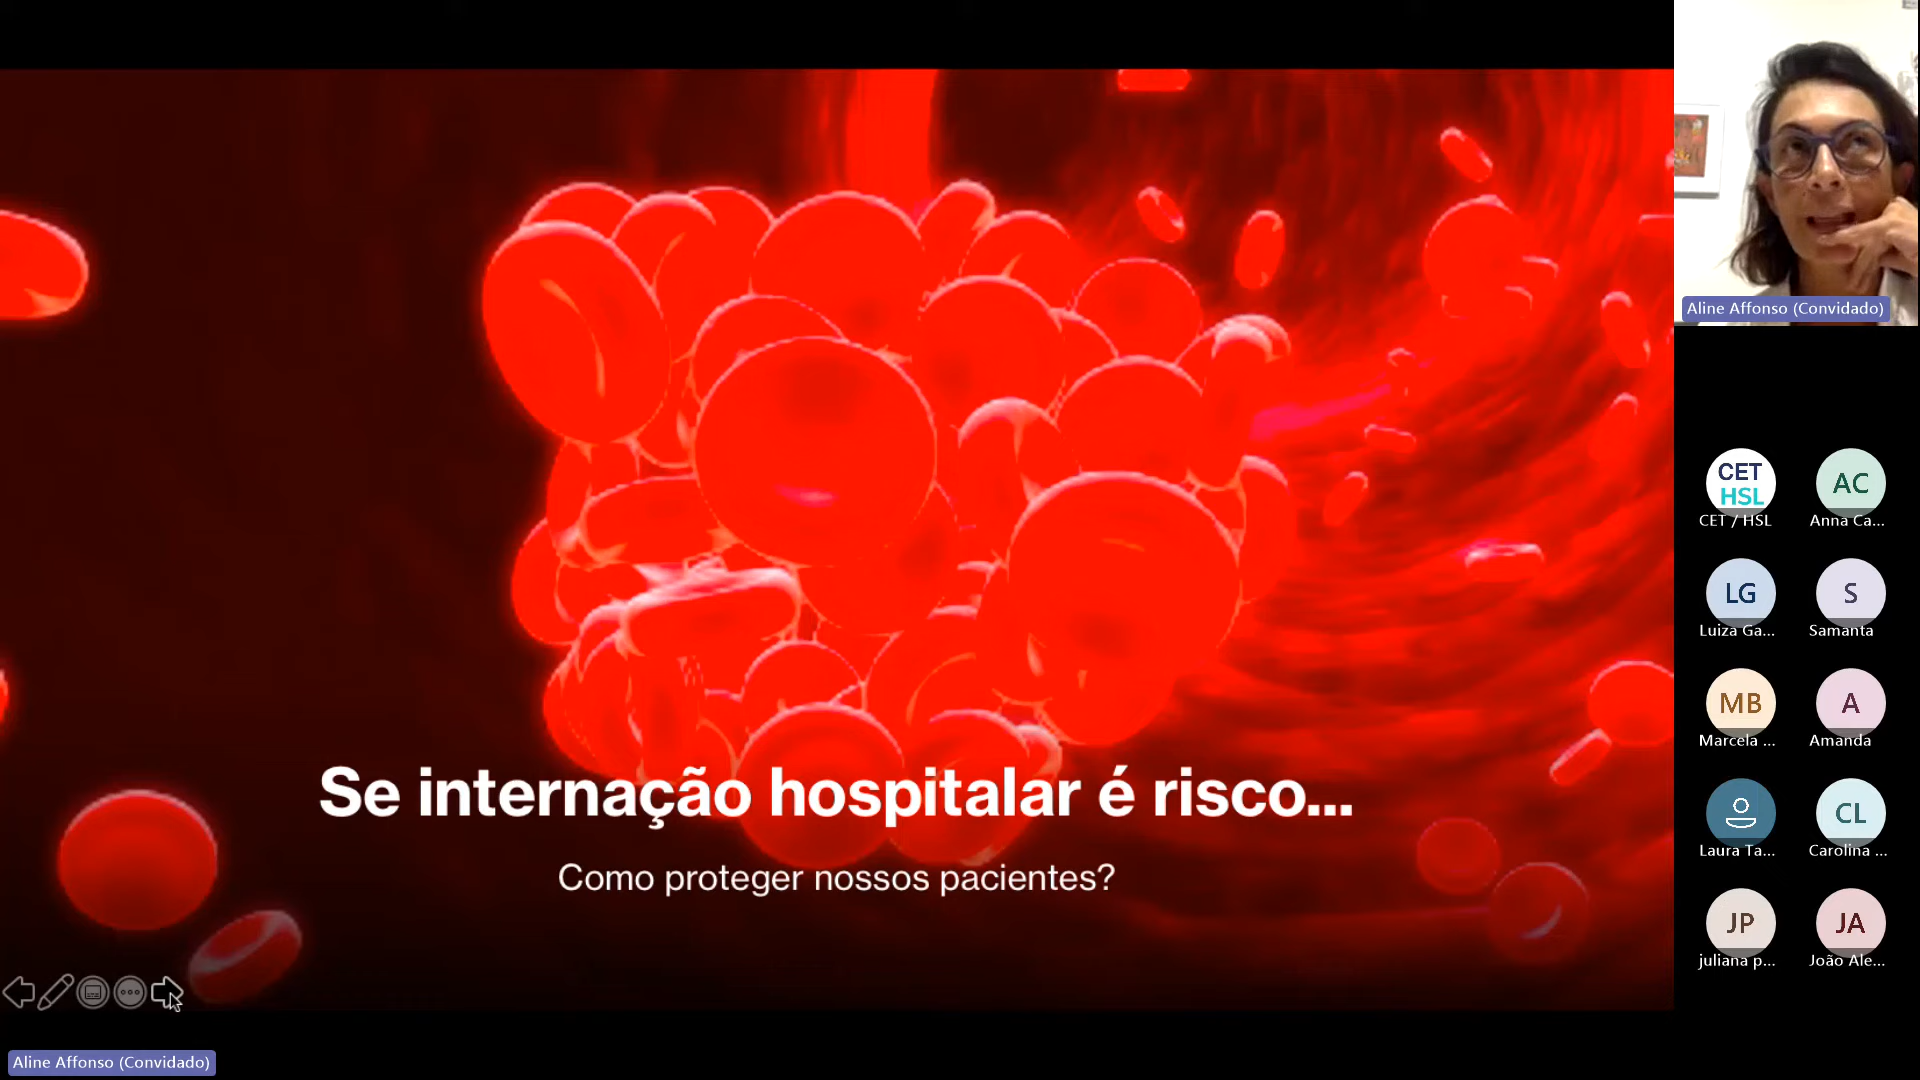 Se internação hospitalar é risco...
Como proteger nossos pacientes?
Aline Affonso (Convidado)
Aline Affonso (Convidado)
CET
HSL
CET / HSL
AC
Anna Ca...
LG
Luiza Ga...
S
Samanta
MB
Marcela ...
A
Amanda
Laura Ta...
CL
Carolina ...
JP
juliana p...
JA
João Ale...